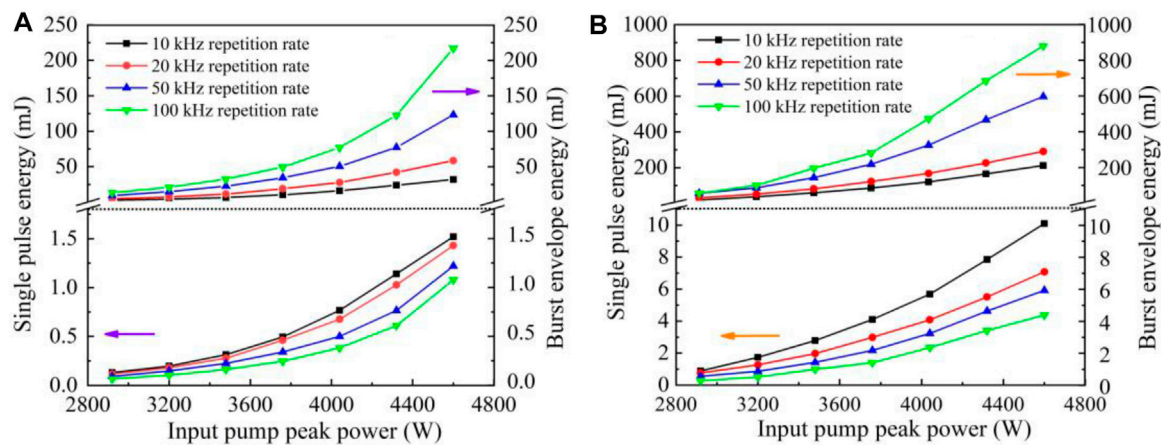 A
250
200
150
100
50
1.5
1.0
0.5
0.0
Single pulse energy (mJ)
10 kHz repetition rate
20 kHz repetition rate
50 kHz repetition rate
100 kHz repetition rate
250
200
150
100
50
1.5
1.0
0.5
0.0
Burst envelope energy (mJ)
2800 3200 3600 4000 4400 4800
Input pump peak power (W)
B
1000
800
600
400
200
10
8
6
4
2
0
Single pulse energy (mJ)
10 kHz repetition rate
20 kHz repetition rate
50 kHz repetition rate
100 kHz repetition rate
1000
800
600
400
200
10
8
6
4
2
0
Burst envelope energy (mJ)
2800 3200 3600 4000 4400 4800
Input pump peak power (W)